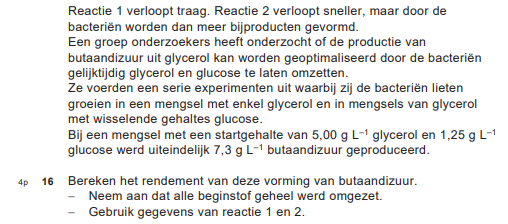 Reactie 1 verloopt traag. Reactie 2 verloopt sneller, maar door de
bacteriën worden dan meer bijproducten gevormd.
Een groep onderzoekers heeft onderzocht of de productie van
butaandizuur uit glycerol kan worden geoptimaliseerd door de bacteriën
gelijktijdig glycerol en glucose te laten omzetten.
Ze voerden een serie experimenten uit waarbij zij de bacteriën lieten
groeien in een mengsel met enkel glycerol en in mengsels van glycerol
met wisselende gehaltes glucose.
Bij een mengsel met een startgehalte van 5,00 g L⁻¹ glycerol en 1,25 g L⁻¹
glucose werd uiteindelijk 7,3 g L⁻¹ butaandizuur geproduceerd.
4p 16 Bereken het rendement van deze vorming van butaandizuur.
– Neem aan dat alle beginstof geheel werd omgezet.
– Gebruik gegevens van reactie 1 en 2.